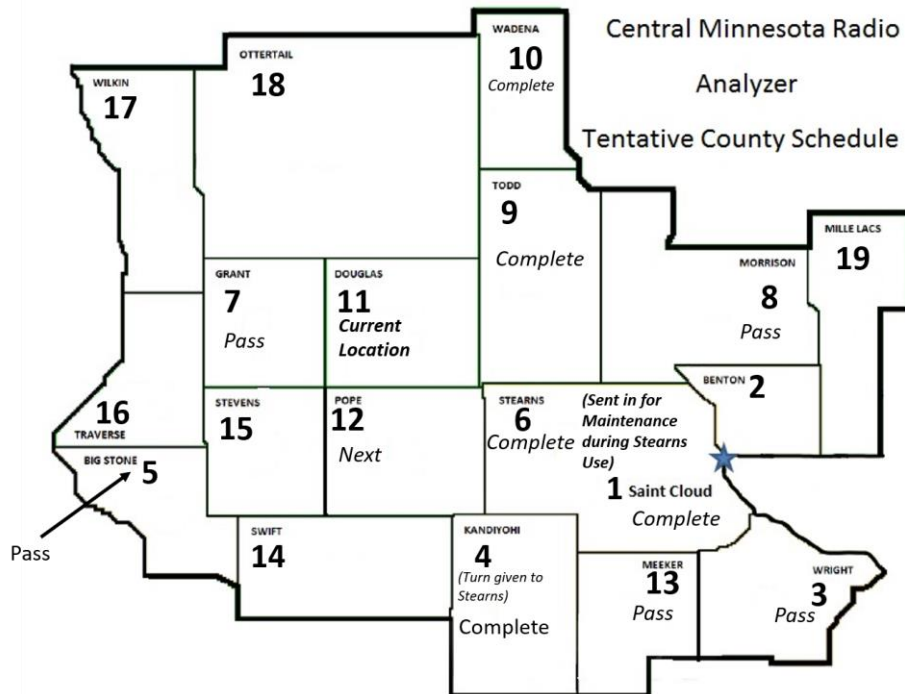 Central Minnesota Radio
Analyzer
Tentative County Schedule
WADENA
10
Complete
OTTERTAIL
18
WILKIN
17
TODD
9
Complete
MILLE LACS
19
MORRISON
8
Pass
GRANT
7
Pass
DOUGLAS
11
Current
Location
BENTON 2
16
TRAVERSE
STEVENS
15
POPE
12
Next
STEARNS
6
Complete
(Sent in for
Maintenance
during Stearns
Use)
1 Saint Cloud
Complete
BIG STONE
5
Pass
SWIFT
14
KANDIYOHI
4
(Turn given to
Stearns)
Complete
MEEKER
13
Pass
WRIGHT
3
Pass